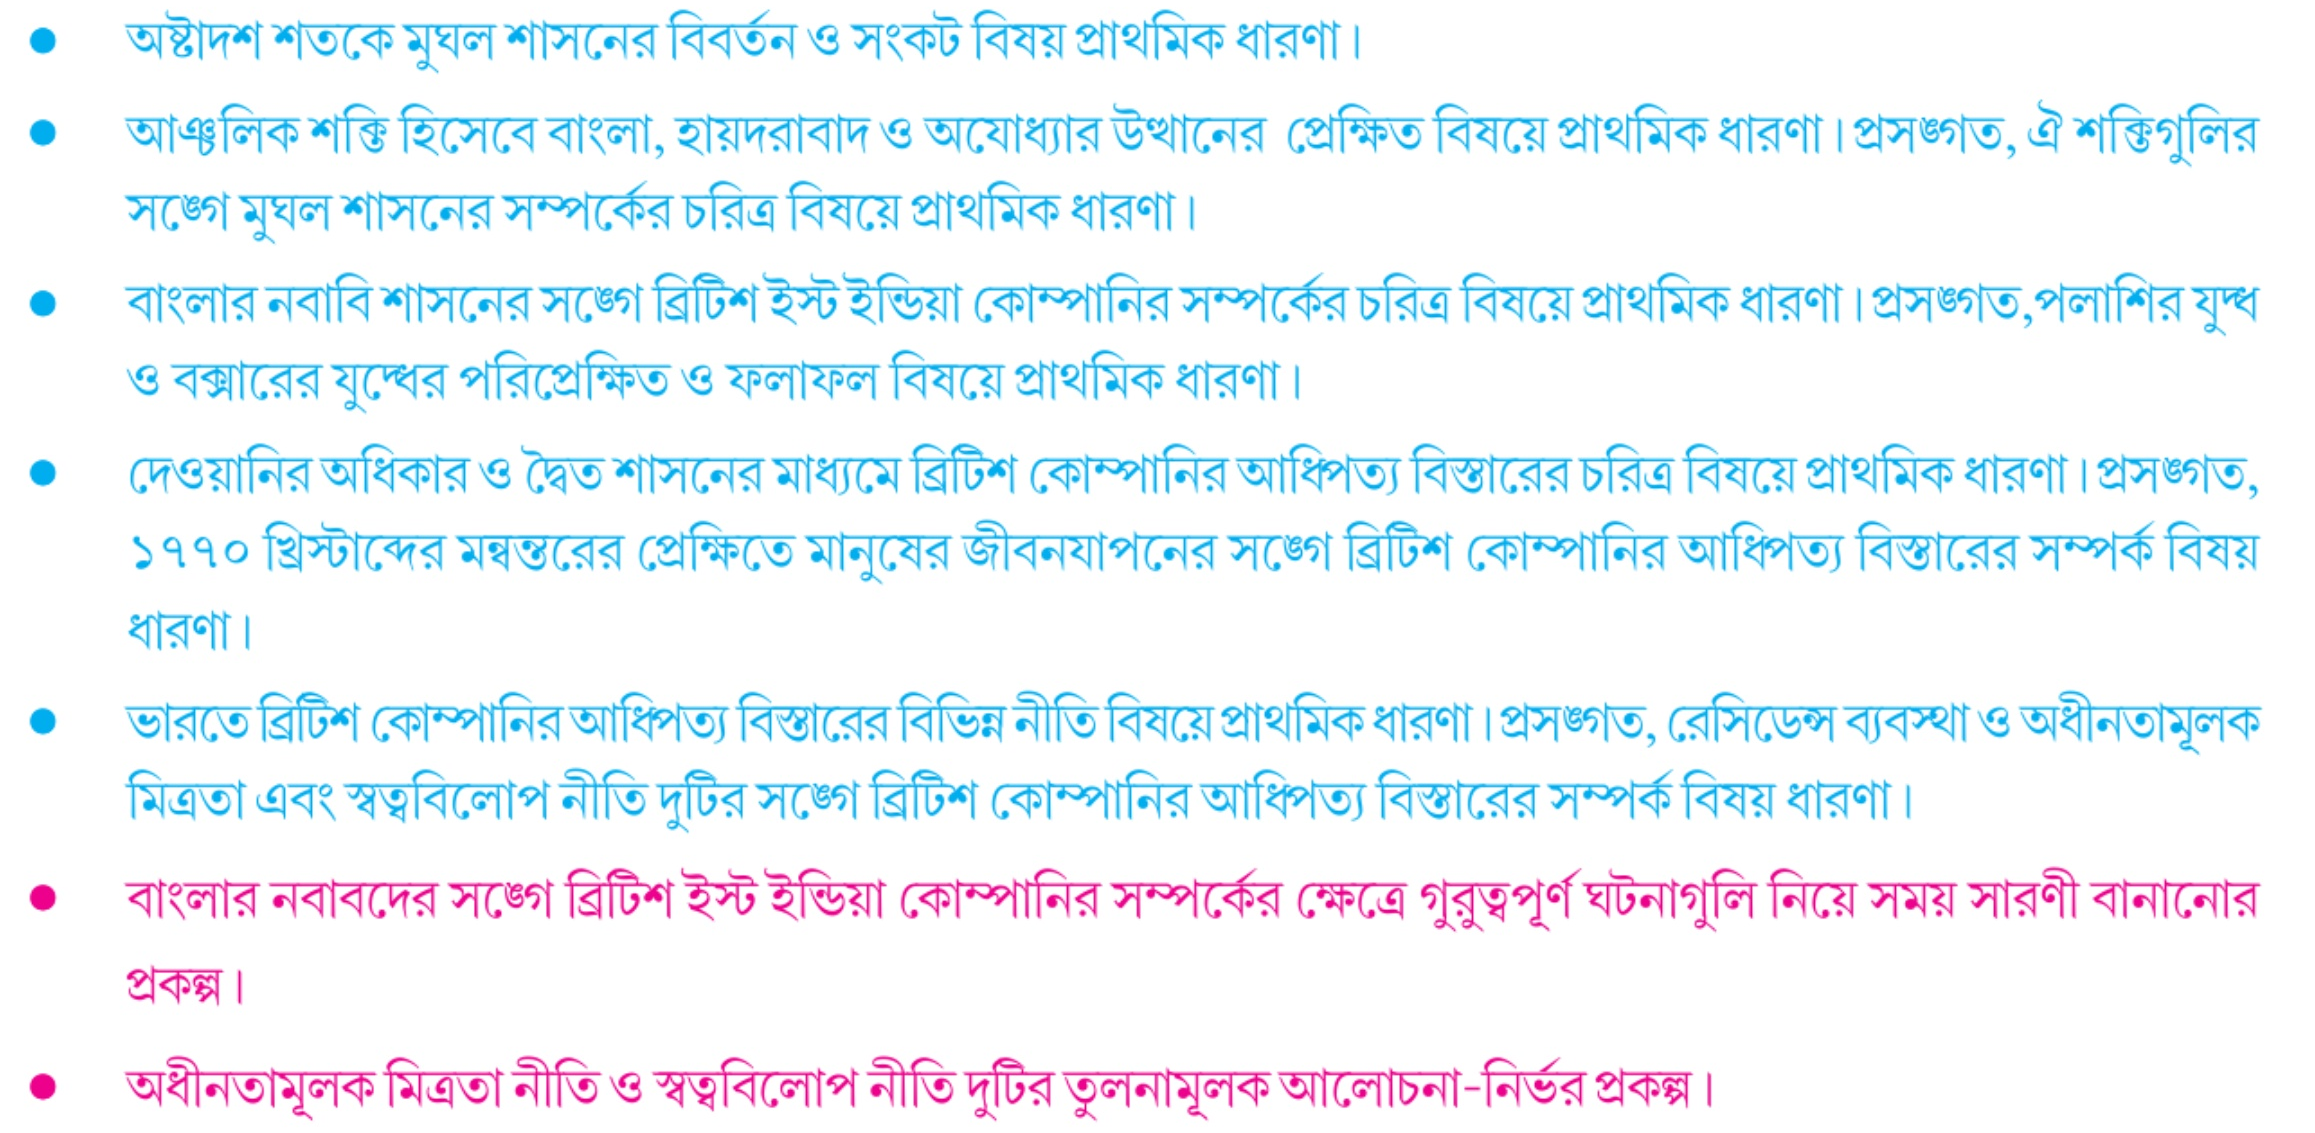 ● অষ্টাদশ শতকে মুঘল শাসনের বিবর্তন ও সংকট বিষয় প্রাথমিক ধারণা।
● আঞ্চলিক শক্তি হিসেবে বাংলা, হায়দরাবাদ ও অযোধ্যার উত্থানের প্রেক্ষিত বিষয়ে প্রাথমিক ধারণা। প্রসঙ্গত, ঐ শক্তিগুলির
সঙ্গে মুঘল শাসনের সম্পর্কের চরিত্র বিষয়ে প্রাথমিক ধারণা।
● বাংলার নবাবি শাসনের সঙ্গে ব্রিটিশ ইস্ট ইন্ডিয়া কোম্পানির সম্পর্কের চরিত্র বিষয়ে প্রাথমিক ধারণা। প্রসঙ্গত,পলাশির যুদ্ধ
ও বক্সারের যুদ্ধের পরিপ্রেক্ষিত ও ফলাফল বিষয়ে প্রাথমিক ধারণা।
● দেওয়ানির অধিকার ও দ্বৈত শাসনের মাধ্যমে ব্রিটিশ কোম্পানির আধিপত্য বিস্তারের চরিত্র বিষয়ে প্রাথমিক ধারণা। প্রসঙ্গত,
১৭৭০ খ্রিস্টাব্দের মন্বন্তরের প্রেক্ষিতে মানুষের জীবনযাপনের সঙ্গে ব্রিটিশ কোম্পানির আধিপত্য বিস্তারের সম্পর্ক বিষয়
ধারণা।
● ভারতে ব্রিটিশ কোম্পানির আধিপত্য বিস্তারের বিভিন্ন নীতি বিষয়ে প্রাথমিক ধারণা। প্রসঙ্গত, রেসিডেন্স ব্যবস্থা ও অধীনতামূলক
মিত্রতা এবং স্বত্ববিলোপ নীতি দুটির সঙ্গে ব্রিটিশ কোম্পানির আধিপত্য বিস্তারের সম্পর্ক বিষয় ধারণা।
● বাংলার নবাবদের সঙ্গে ব্রিটিশ ইস্ট ইন্ডিয়া কোম্পানির সম্পর্কের ক্ষেত্রে গুরুত্বপূর্ণ ঘটনাগুলি নিয়ে সময় সারণী বানানোর
প্রকল্প।
● অধীনতামূলক মিত্রতা নীতি ও স্বত্ববিলোপ নীতি দুটির তুলনামূলক আলোচনা-নির্ভর প্রকল্প।